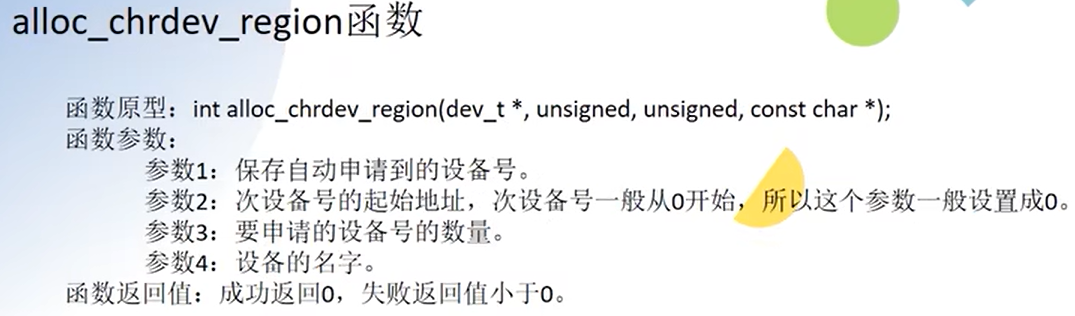 alloc_chrdev_region函数
函数原型：int alloc_chrdev_region(dev_t *, unsigned, unsigned, const char *);
函数参数：
参数1：保存自动申请到的设备号。
参数2：次设备号的起始地址，次设备号一般从0开始，所以这个参数一般设置成0。
参数3：要申请的设备号的数量。
参数4：设备的名字。
函数返回值：成功返回0，失败返回值小于0。